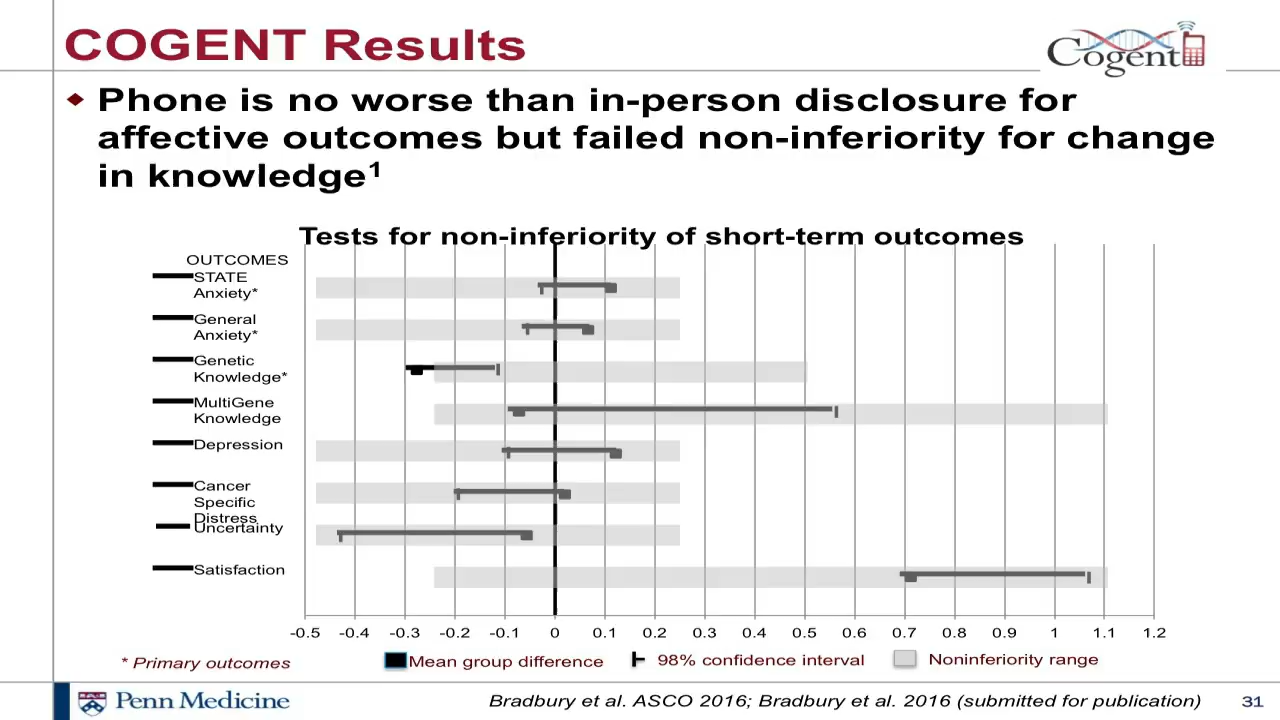 COGENT Results
Cogent
Phone is no worse than in-person disclosure for
affective outcomes but failed non-inferiority for change
in knowledge1
Tests for non-inferiority of short-term outcomes
OUTCOMES
STATE
Anxiety*
General
Anxiety*
Genetic
Knowledge*
MultiGene
Knowledge
Depression
Cancer
Specific
Distress
Uncertainty
Satisfaction
-0.5 -0.4 -0.3 -0.2 -0.1 0 0.1 0.2 0.3 0.4 0.5 0.6 0.7 0.8 0.9 1 1.1 1.2
* Primary outcomes
Mean group difference
98% confidence interval
Noninferiority range
Penn Medicine
Bradbury et al. ASCO 2016; Bradbury et al. 2016 (submitted for publication)
31